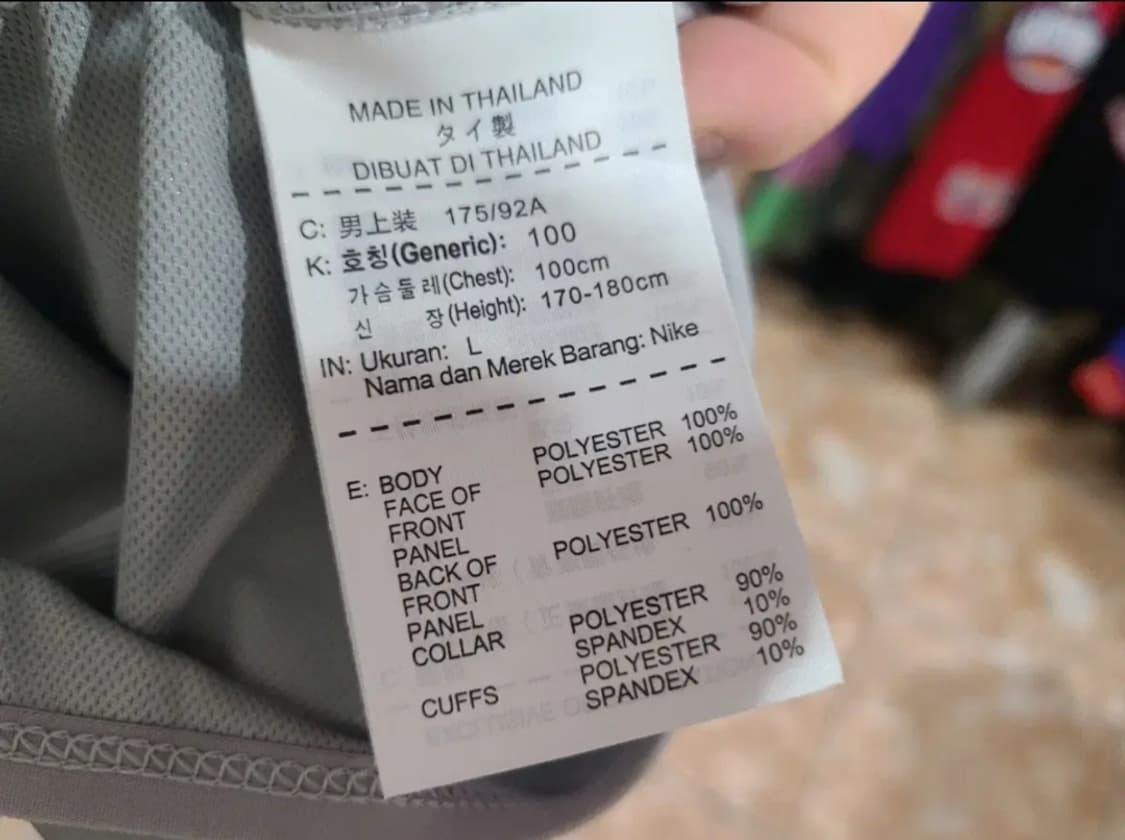 MADE IN THAILAND
タイ製
DIBUAT DI THAILAND
C: 男上装 175/92A
K: 호칭(Generic): 100
가슴둘레(Chest): 100cm
신 장(Height): 170-180cm
IN: Ukuran: L
Nama dan Merek Barang: Nike
E: BODY POLYESTER 100%
FACE OF POLYESTER 100%
FRONT
PANEL
BACK OF POLYESTER 100%
FRONT
PANEL
COLLAR POLYESTER 90%
SPANDEX 10%
CUFFS POLYESTER 90%
SPANDEX 10%